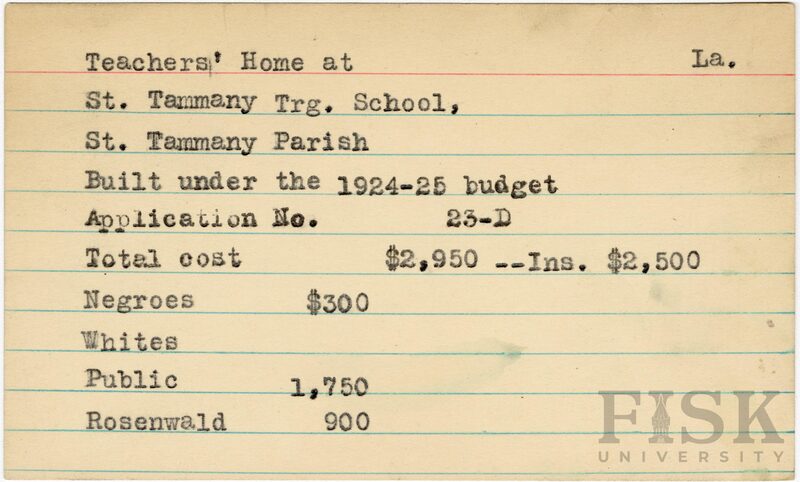 Teachers' Home at La.
St. Tammany Trg. School,
St. Tammany Parish
Built under the 1924-25 budget
Application No. 23-D
Total cost $2,950 --Ins. $2,500
Negroes $300
Whites
Public 1,750
Rosenwald 900
FISK
UNIVERSITY